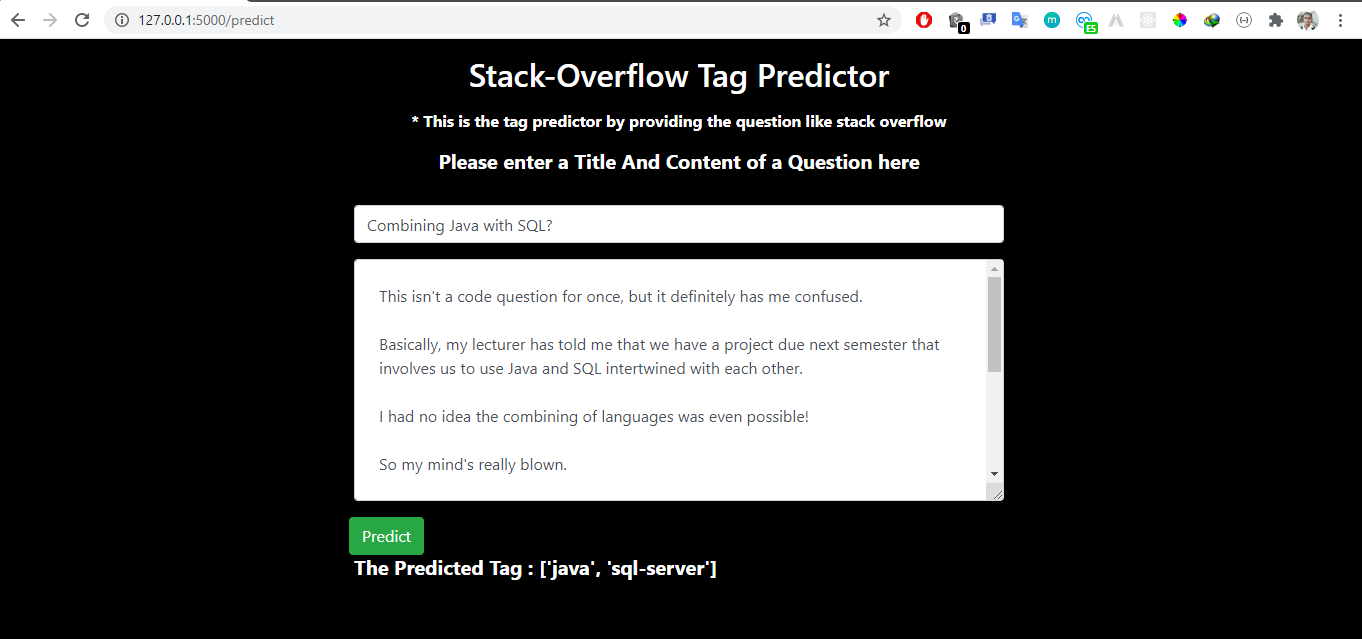 127.0.0.1:5000/predict
0
ES
Stack-Overflow Tag Predictor
* This is the tag predictor by providing the question like stack overflow
Please enter a Title And Content of a Question here
Combining Java with SQL?
This isn't a code question for once, but it definitely has me confused.
Basically, my lecturer has told me that we have a project due next semester that
involves us to use Java and SQL intertwined with each other.
I had no idea the combining of languages was even possible!
So my mind's really blown.
Predict
The Predicted Tag : ['java', 'sql-server']